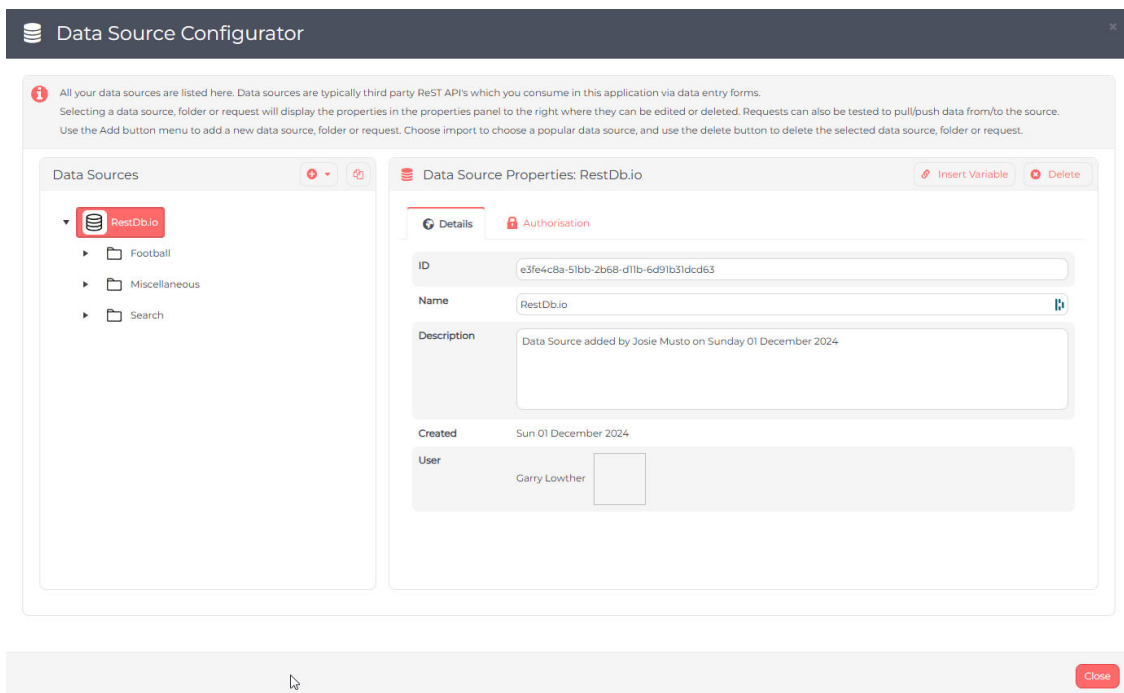 Data Source Configurator
All your data sources are listed here. Data sources are typically third party ReST API's which you consume in this application via data entry forms.
Selecting a data source, folder or request will display the properties in the properties panel to the right where they can be edited or deleted. Requests can also be tested to pull/push data from/to the source.
Use the Add button menu to add a new data source, folder or request. Choose import to choose a popular data source, and use the delete button to delete the selected data source, folder or request.
Data Sources
RestDb.io
Football
Miscellaneous
Search
Data Source Properties: RestDb.io
Insert Variable
Delete
Details
Authorisation
ID
e3fe4c8a-51bb-2b68-d11b-6d91b31dcd63
Name
RestDb.io
Description
Data Source added by Josie Musto on Sunday 01 December 2024
Created
Sun 01 December 2024
User
Garry Lowther
Close